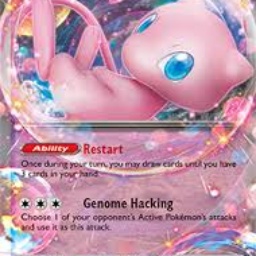 Ability Restart
Once during your turn, you may draw cards until you have
3 cards in your hand.
Genome Hacking
Choose 1 of your opponent's Active Pokémon's attacks
and use it as this attack.